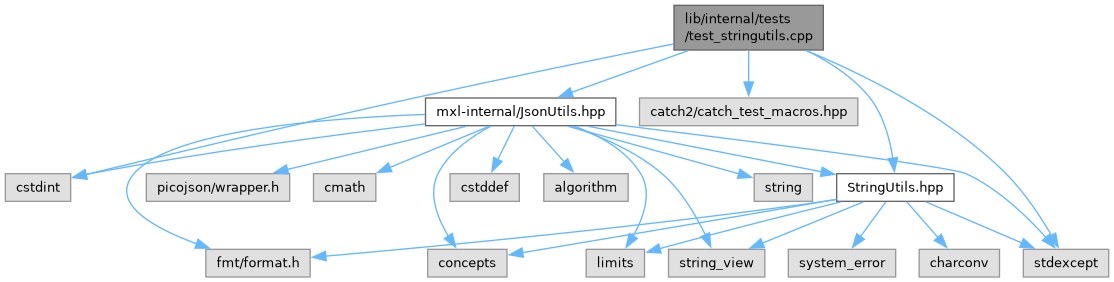 lib/internal/tests
/test_stringutils.cpp
mxl-internal/JsonUtils.hpp
catch2/catch_test_macros.hpp
cstdint
picojson/wrapper.h
cmath
cstddef
algorithm
string
StringUtils.hpp
fmt/format.h
concepts
limits
string_view
system_error
charconv
stdexcept